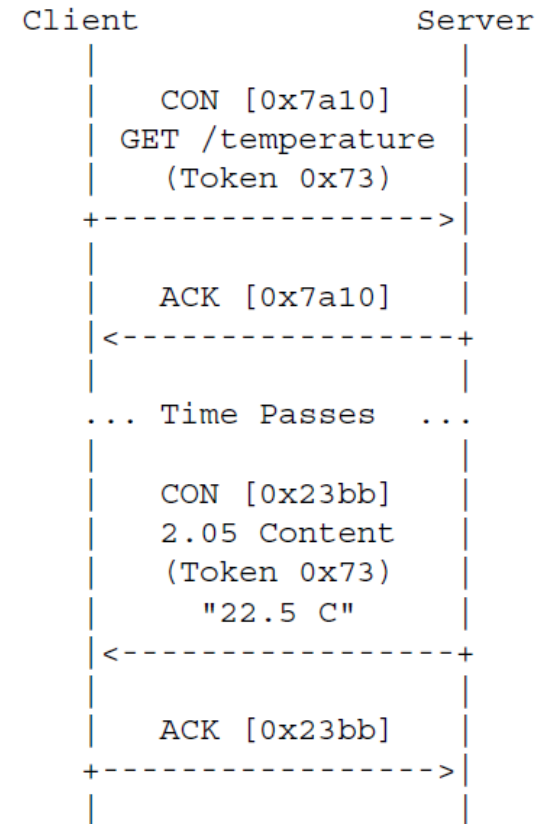 Client Server
CON [0x7a10]
GET /temperature
(Token 0x73)
ACK [0x7a10]
... Time Passes ...
CON [0x23bb]
2.05 Content
(Token 0x73)
"22.5 C"
ACK [0x23bb]